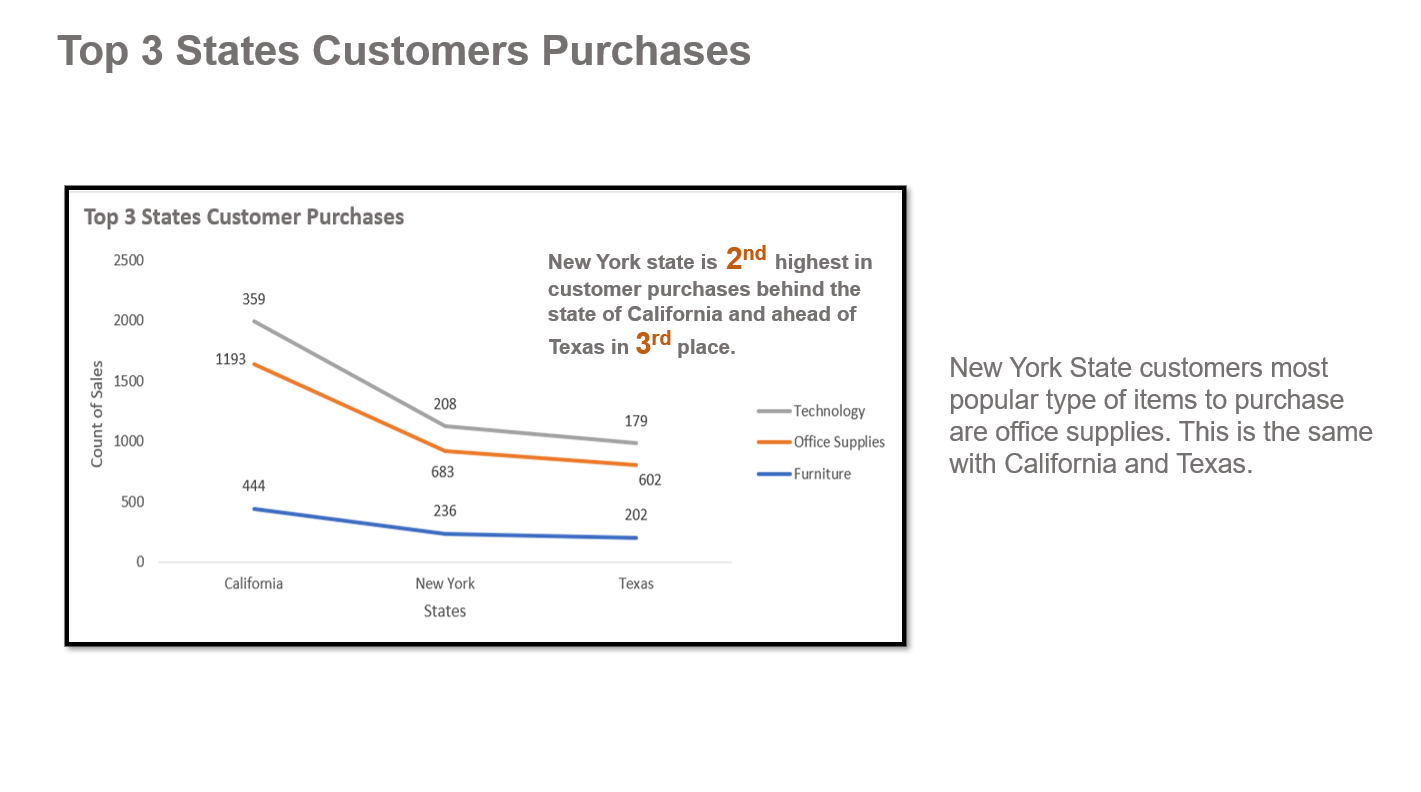 Top 3 States Customers Purchases
Top 3 States Customer Purchases
New York state is 2nd highest in
customer purchases behind the
state of California and ahead of
Texas in 3rd place.
2500
2000
1500
1000
500
0
Count of Sales
359
1193
444
208
683
236
179
602
202
California
New York
Texas
States
Technology
Office Supplies
Furniture
New York State customers most
popular type of items to purchase
are office supplies. This is the same
with California and Texas.